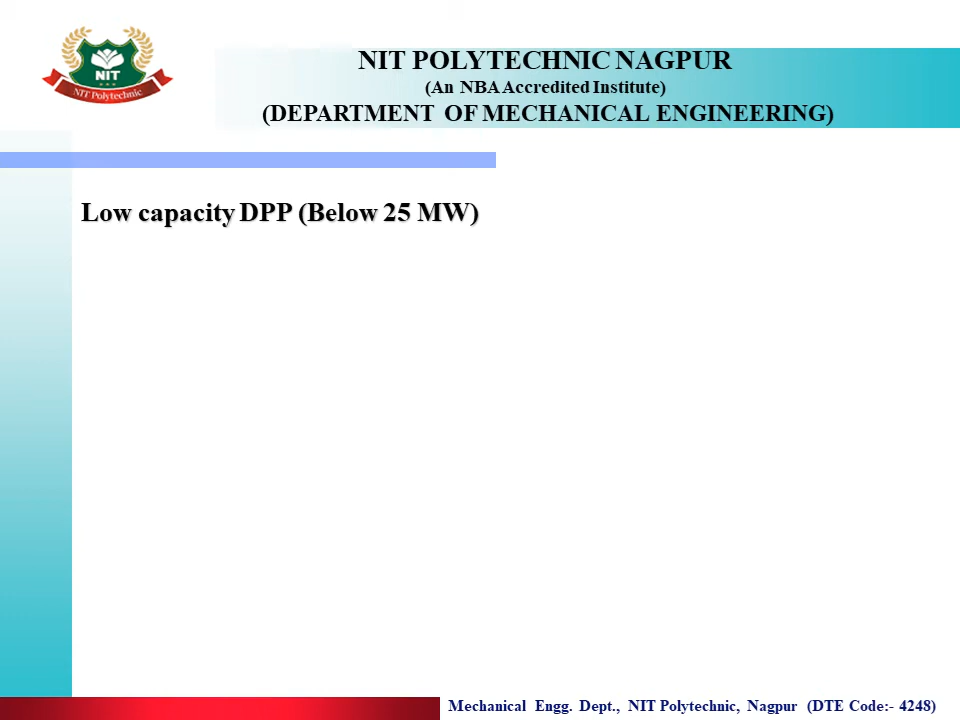 NIT
NIT Polytechnic
NIT POLYTECHNIC NAGPUR
(An NBA Accredited Institute)
(DEPARTMENT OF MECHANICAL ENGINEERING)
Low capacity DPP (Below 25 MW)
Mechanical Engg. Dept., NIT Polytechnic, Nagpur (DTE Code:- 4248)